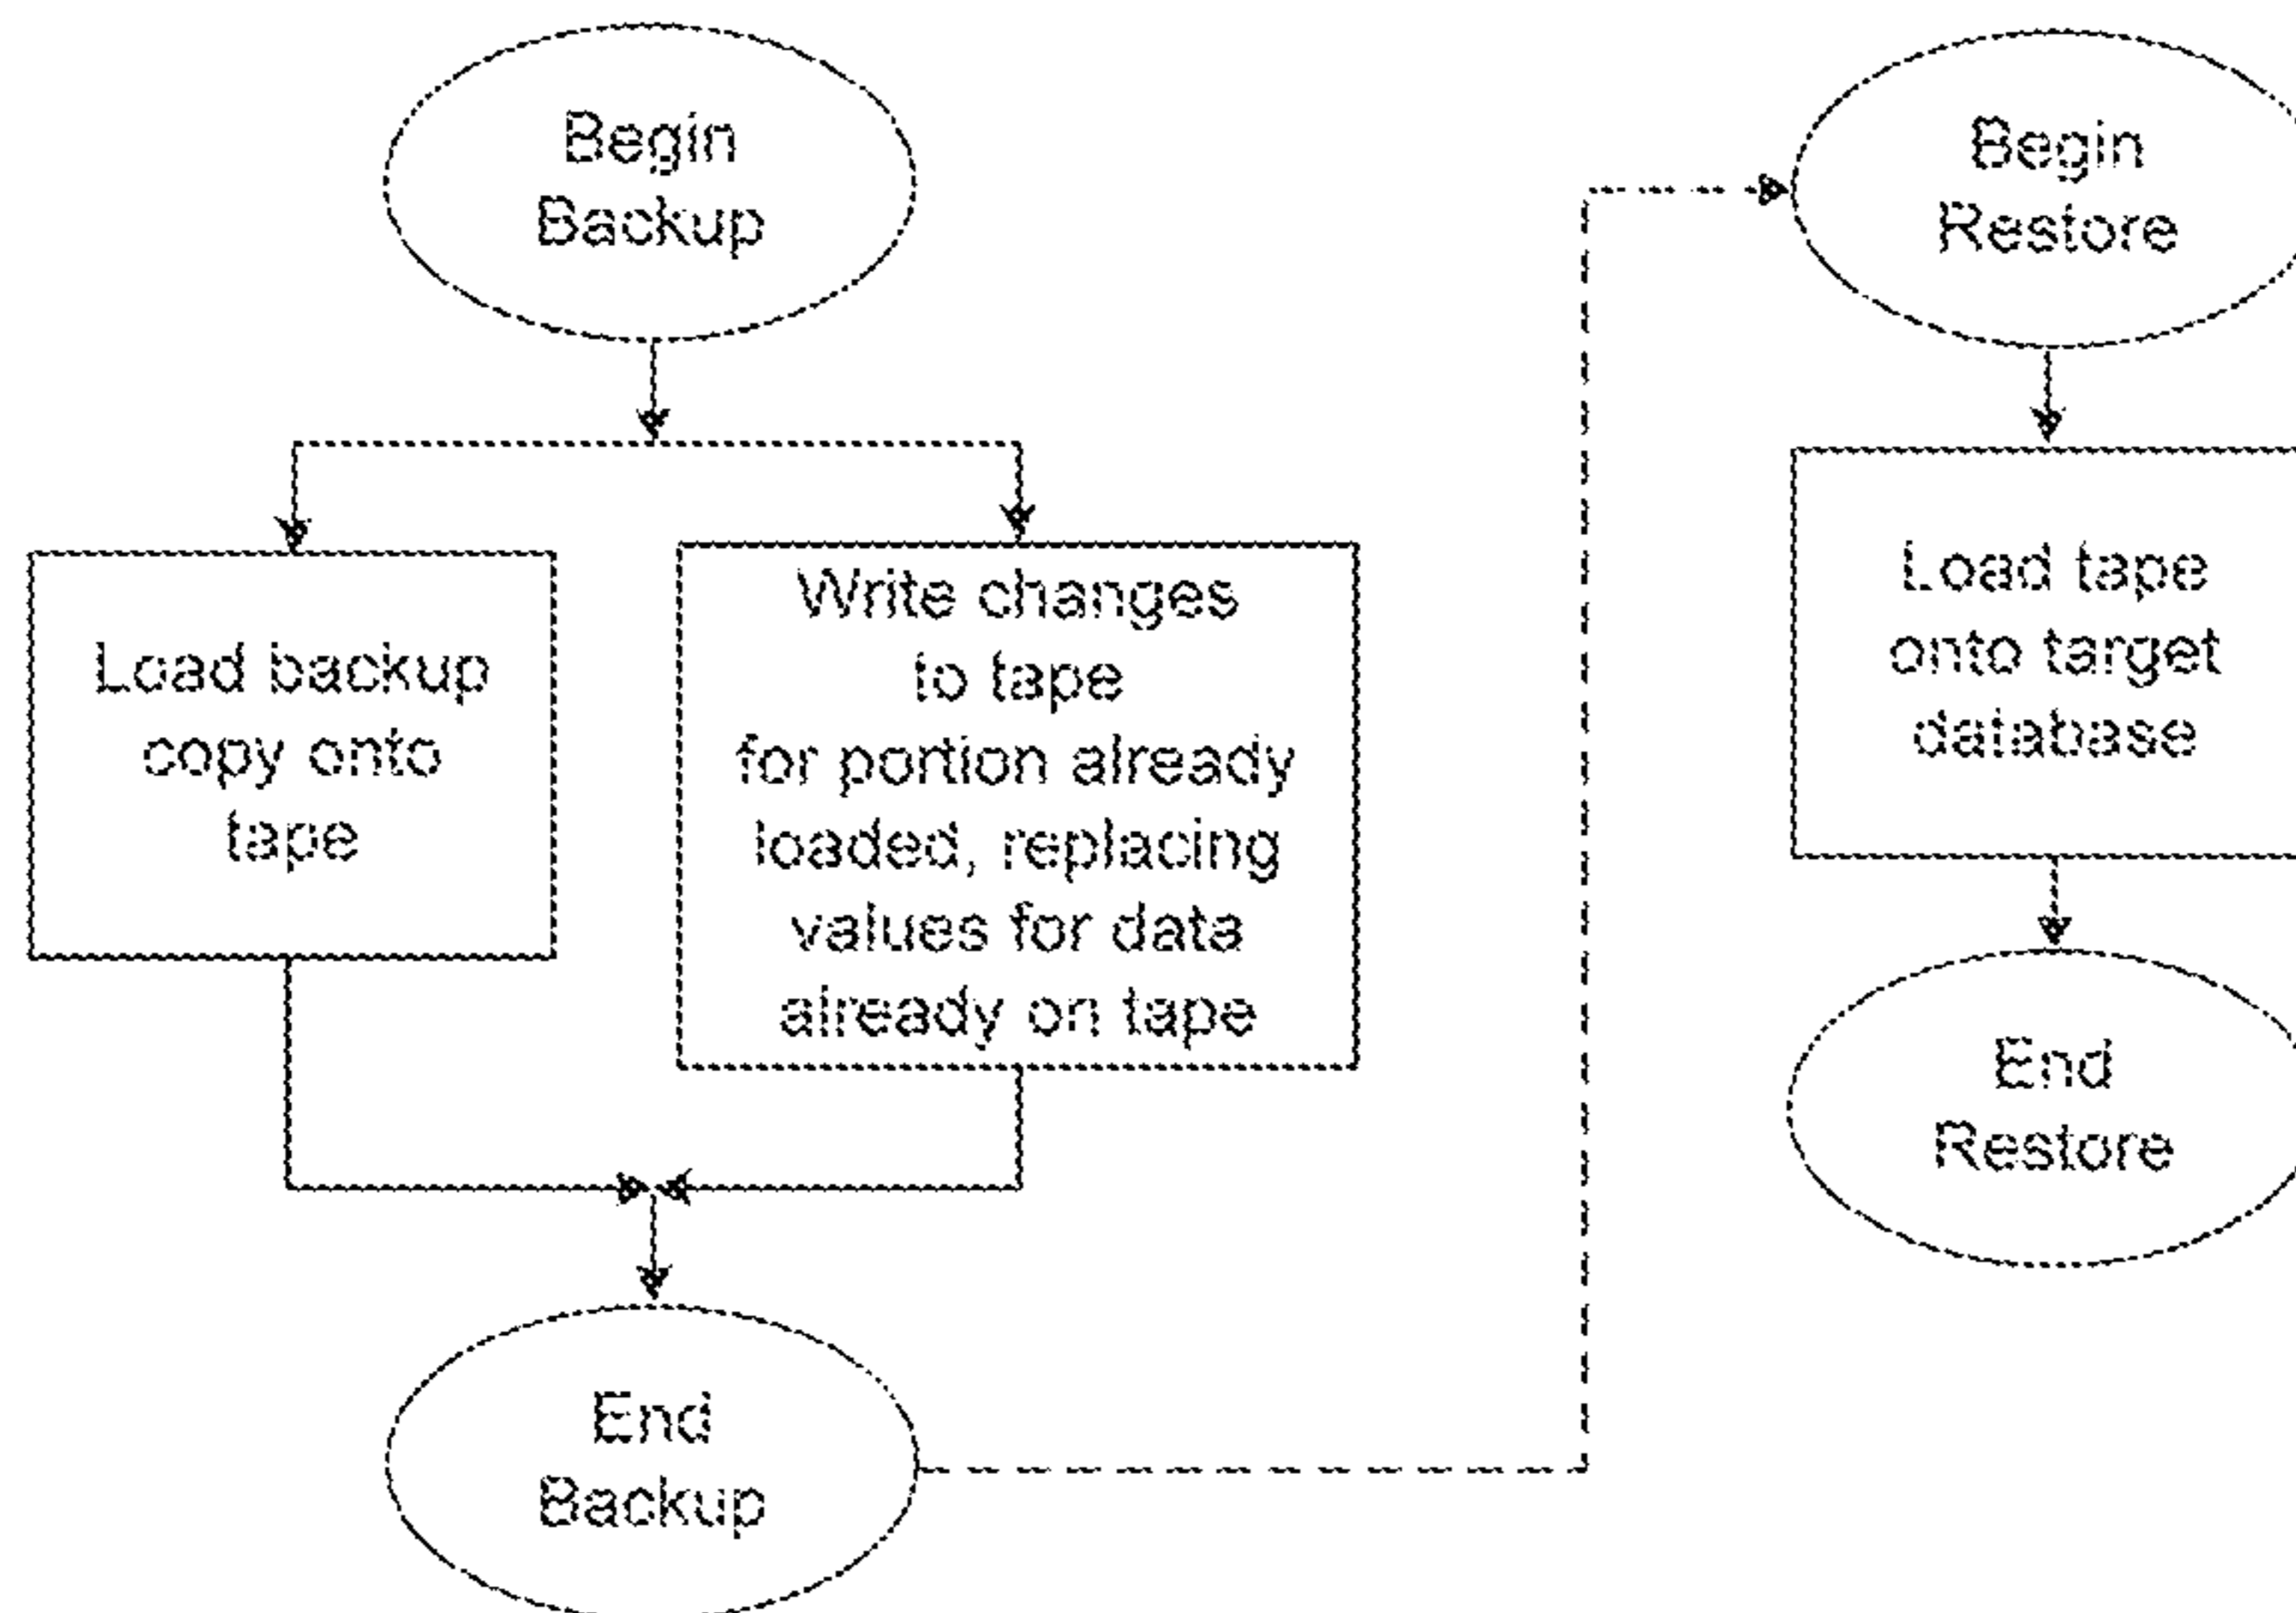 Begin
Backup
Load backup
copy onto
tape
Write changes
to tape
for portion already
loaded, replacing
values for data
already on tape
End
Backup
Begin
Restore
Load tape
onto target
database
End
Restore